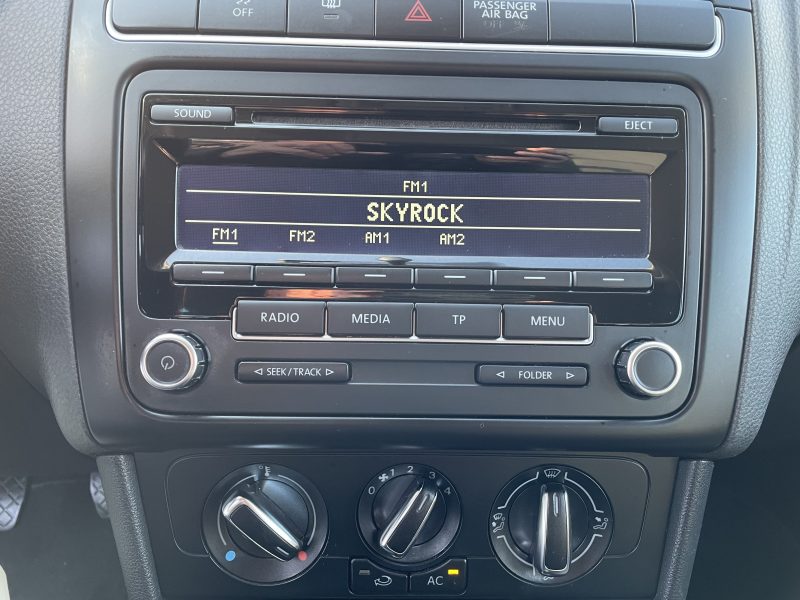 OFF
PASSENGER
AIR BAG
OFF
SOUND
EJECT
FM1
SKYROCK
FM1 FM2 AM1 AM2
RADIO MEDIA TP MENU
SEEK/TRACK FOLDER
0 1 2 3 4
AC